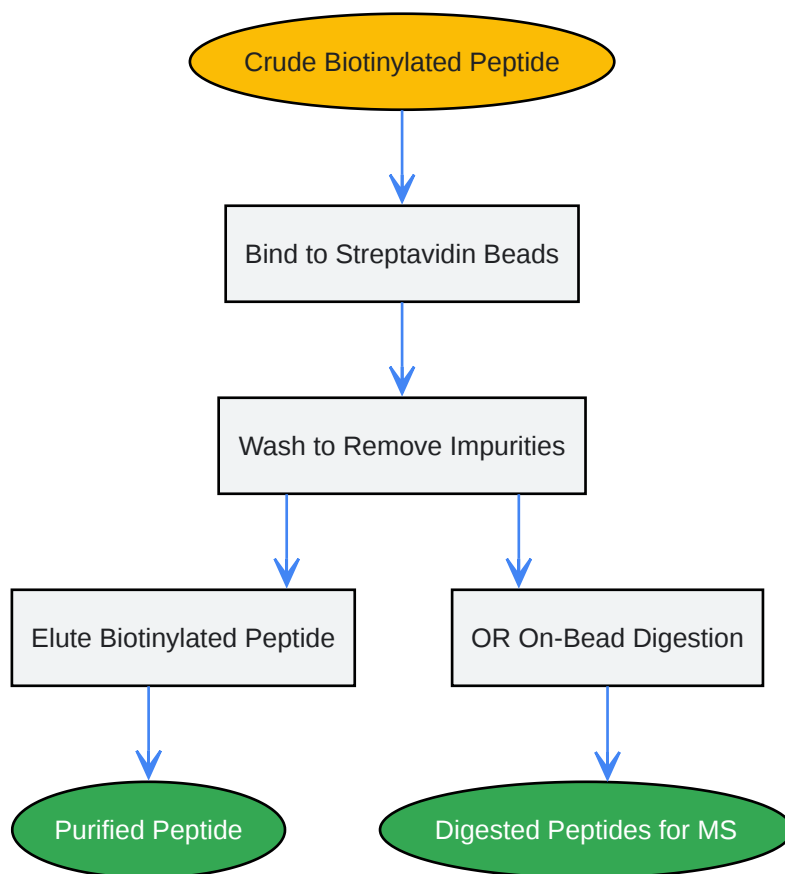 Crude Biotinylated Peptide
Bind to Streptavidin Beads
Wash to Remove Impurities
Elute Biotinylated Peptide
OR On-Bead Digestion
Purified Peptide
Digested Peptides for MS